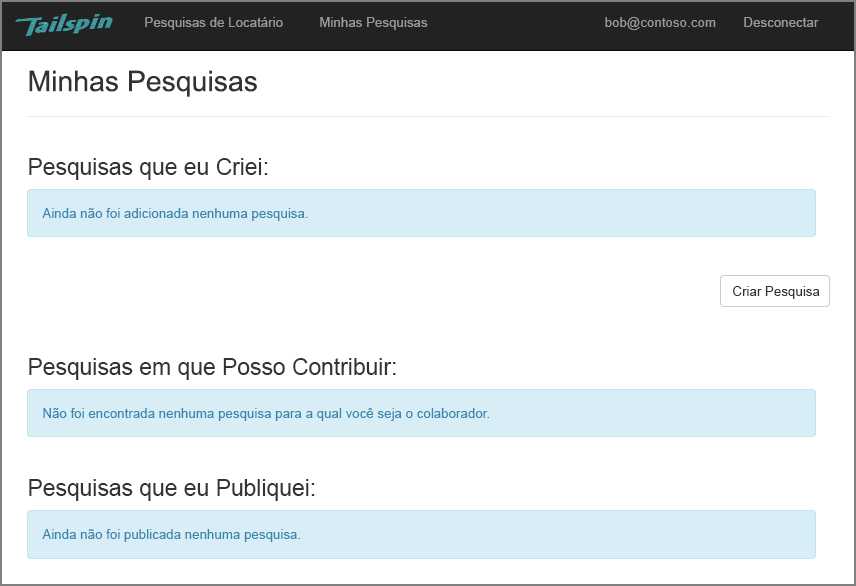 Tailspin Pesquisas de Locatário Minhas Pesquisas bob@contoso.com Desconectar
Minhas Pesquisas
Pesquisas que eu Criei:
Ainda não foi adicionada nenhuma pesquisa.
Criar Pesquisa
Pesquisas em que Posso Contribuir:
Não foi encontrada nenhuma pesquisa para a qual você seja o colaborador.
Pesquisas que eu Publiquei:
Ainda não foi publicada nenhuma pesquisa.